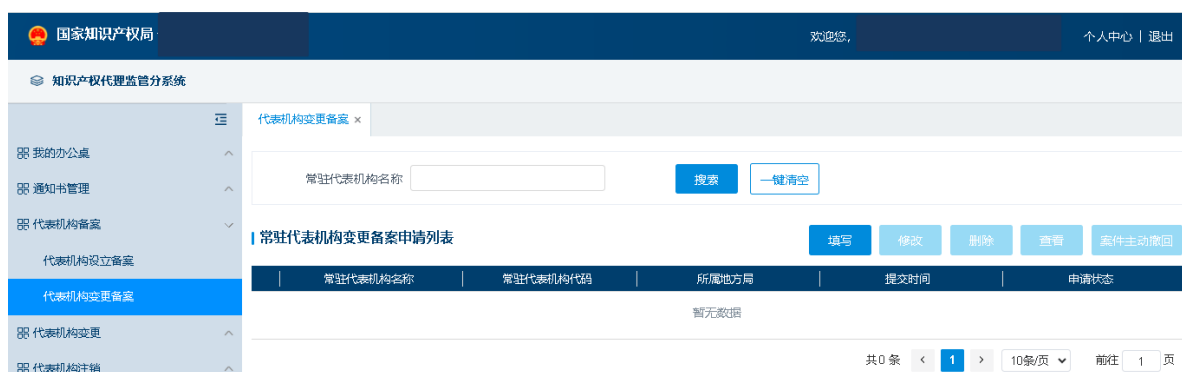 国家知识产权局
欢迎您,
个人中心 | 退出
知识产权代理监管分系统
代表机构变更备案 ×
我的办公桌
常驻代表机构名称
搜索
一键清空
通知书管理
代表机构备案
常驻代表机构变更备案申请列表
填写
修改
删除
查看
案件主动撤回
代表机构设立备案
常驻代表机构名称
常驻代表机构代码
所属地方局
提交时间
申请状态
代表机构变更备案
暂无数据
代表机构变更
共0条
1
10条/页
前往 1 页
代表机构注销